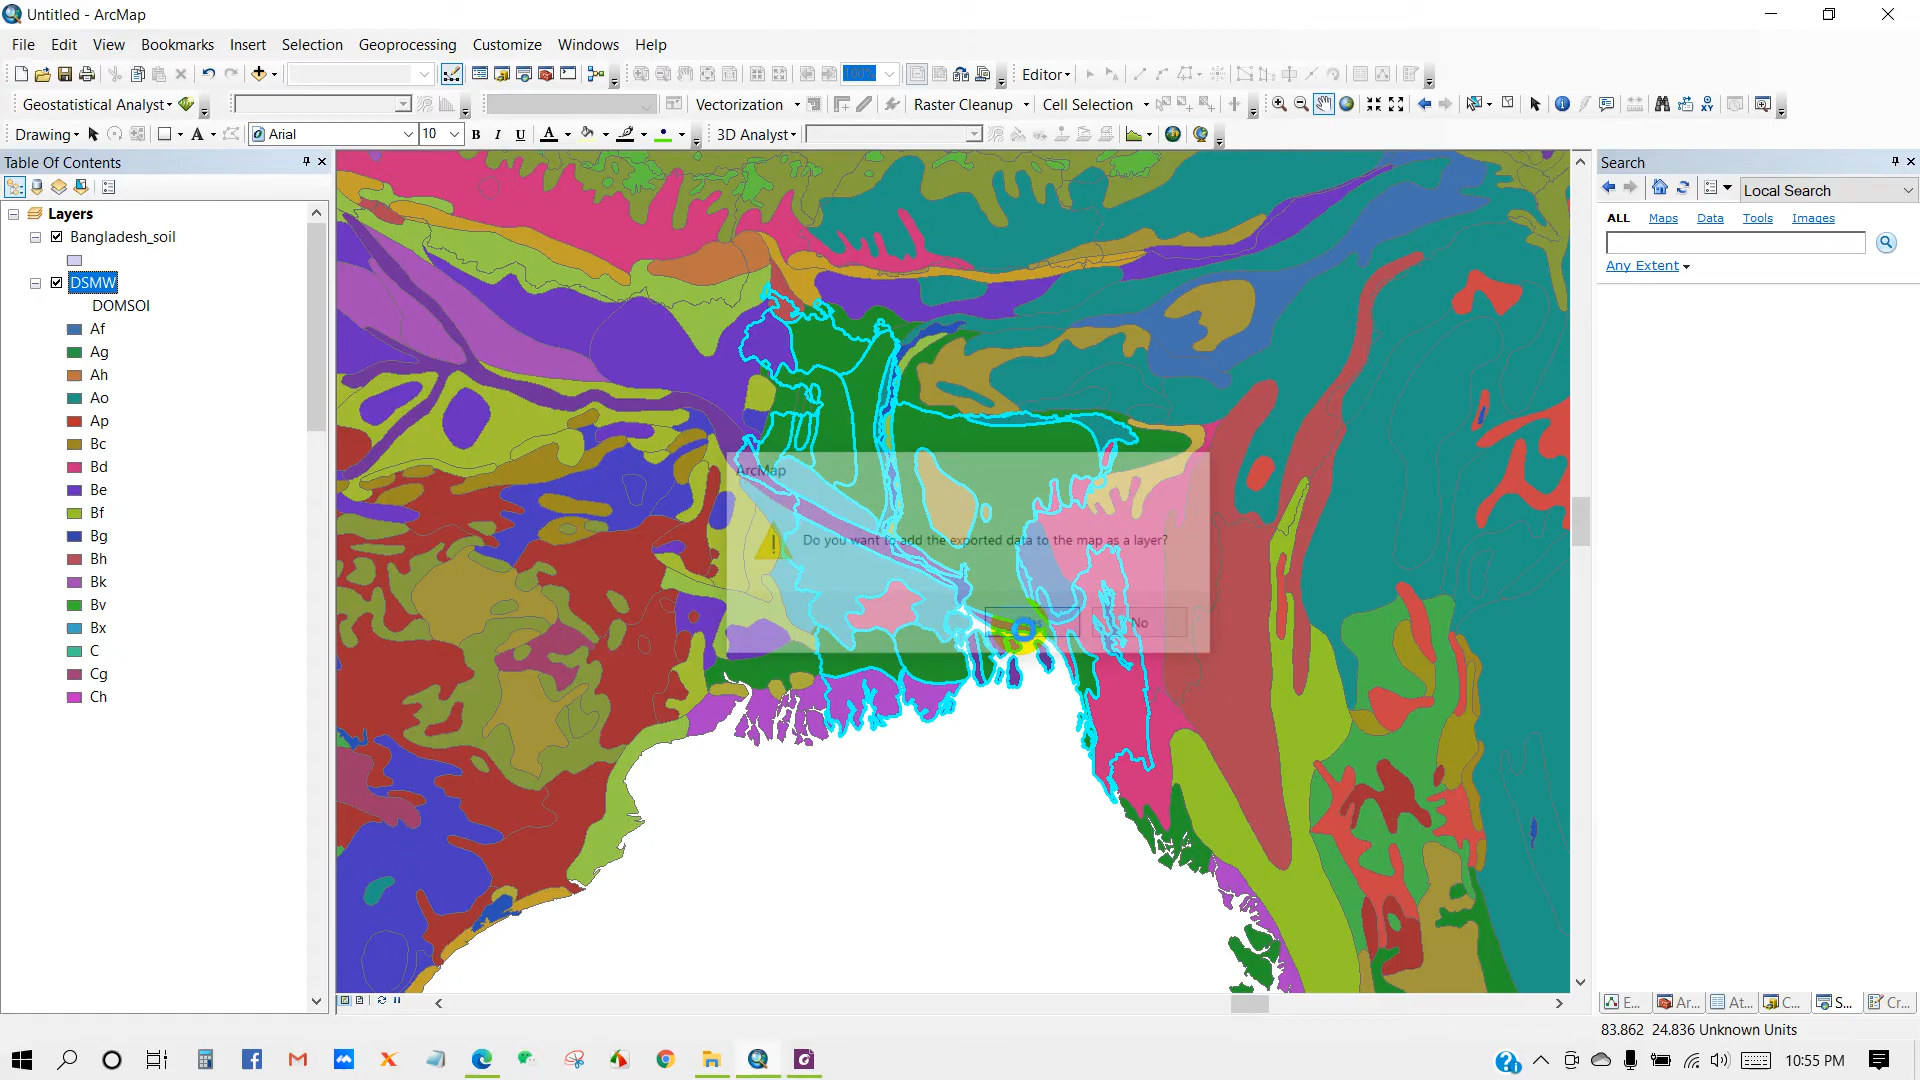 Untitled - ArcMap
File Edit View Bookmarks Insert Selection Geoprocessing Customize Windows Help
100%
Editor
Geostatistical Analyst
Vectorization
Raster Cleanup
Cell Selection
Drawing
A
Arial
10
B I U A
3D Analyst
Table Of Contents
Layers
Bangladesh_soil
DSMW
DOMSOI
Af
Ag
Ah
Ao
Ap
Bc
Bd
Be
Bf
Bg
Bh
Bk
Bv
Bx
C
Cg
Ch
ArcMap
Do you want to add the exported data to the map as a layer?
No
Search
Local Search
ALL Maps Data Tools Images
Any Extent
E... Ar... At... C... S... Cr...
83.862 24.836 Unknown Units
10:55 PM